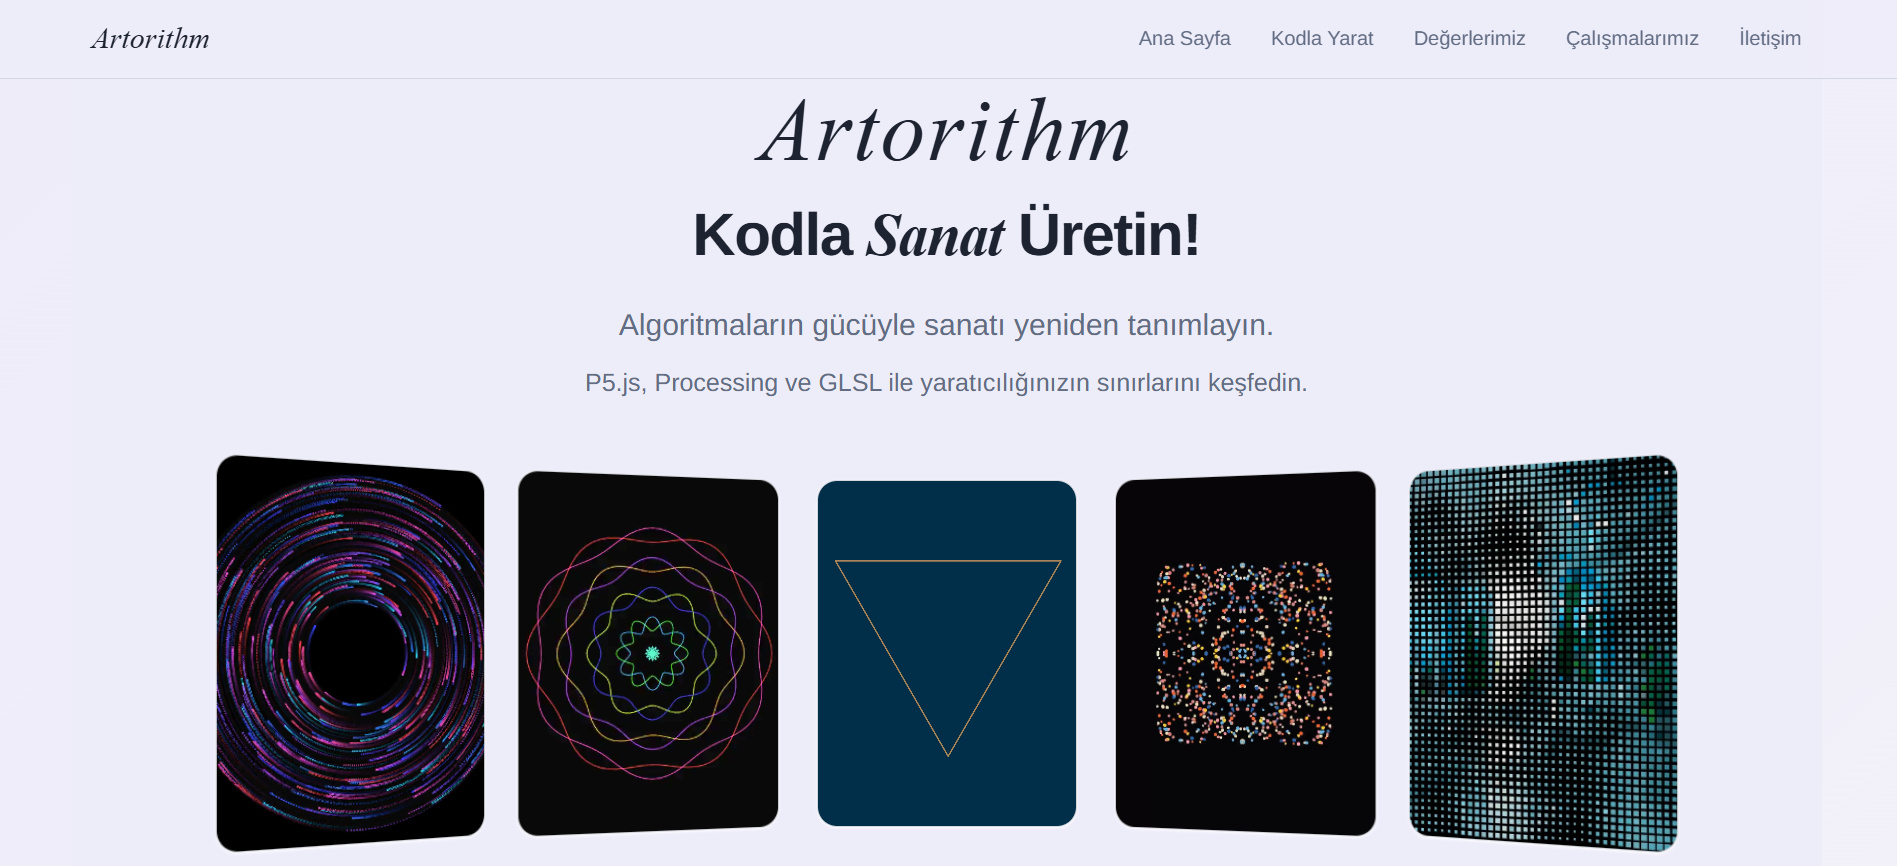 Artorithm
Ana Sayfa Kodla Yarat Değerlerimiz Çalışmalarımız İletişim
Artorithm
Kodla Sanat Üretin!
Algoritmaların gücüyle sanatı yeniden tanımlayın.
P5.js, Processing ve GLSL ile yaratıcılığınızın sınırlarını keşfedin.